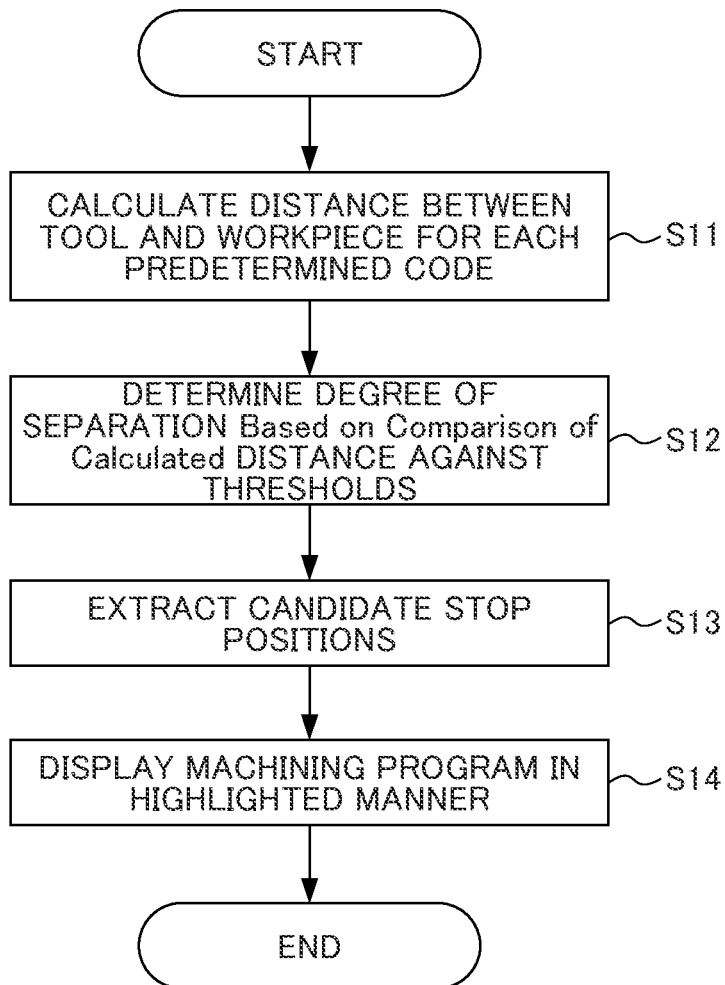 START
CALCULATE DISTANCE BETWEEN
TOOL AND WORKPIECE FOR EACH
PREDETERMINED CODE
S11
DETERMINE DEGREE OF
SEPARATION Based on Comparison of
Calculated DISTANCE AGAINST
THRESHOLDS
S12
EXTRACT CANDIDATE STOP
POSITIONS
S13
DISPLAY MACHINING PROGRAM IN
HIGHLIGHTED MANNER
S14
END